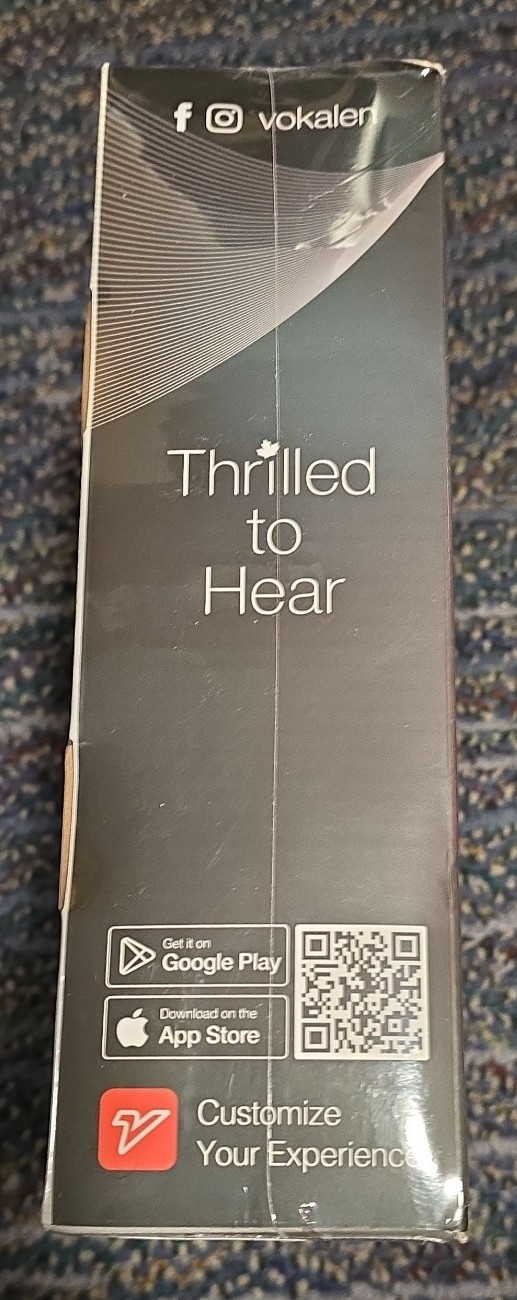 f vokalen
Thrilled
to
Hear
Get it on
Google Play
Download on the
App Store
Customize
Your Experience